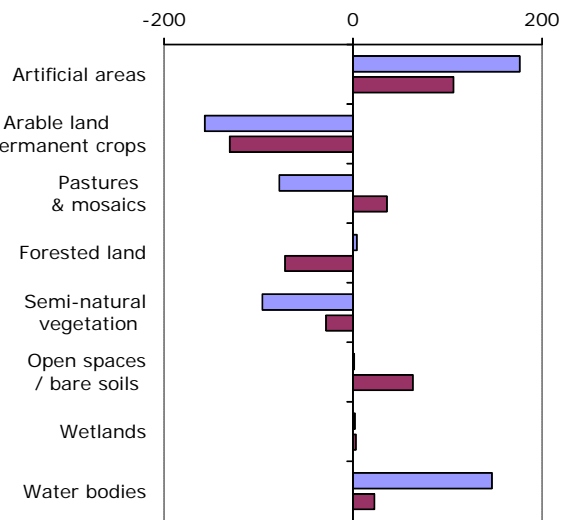 -200 0 200
Artificial areas
Arable land
ermanent crops
Pastures
& mosaics
Forested land
Semi-natural
vegetation
Open spaces
/ bare soils
Wetlands
Water bodies